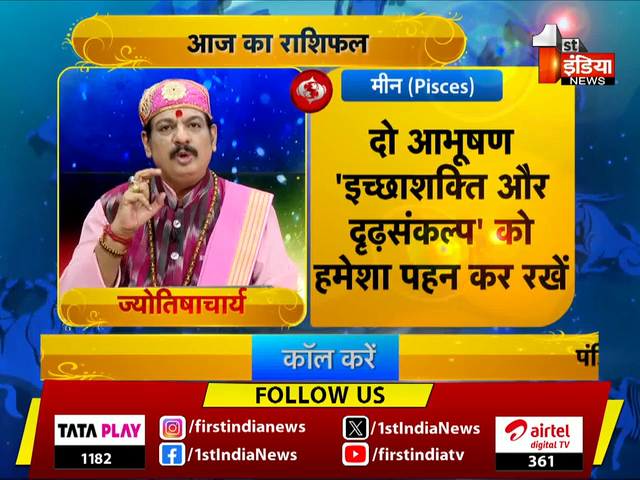 आज का राशिफल
1st
इंडिया
NEWS
मीन (Pisces)
दो आभूषण
'इच्छाशक्ति और
दृढ़संकल्प' को
हमेशा पहन कर रखें
ज्योतिषाचार्य
कॉल करें
FOLLOW US
TATA PLAY
1182
/firstindianews
/1stIndiaNews
/1stIndiaNews
/firstindiatv
airtel
digital TV
361